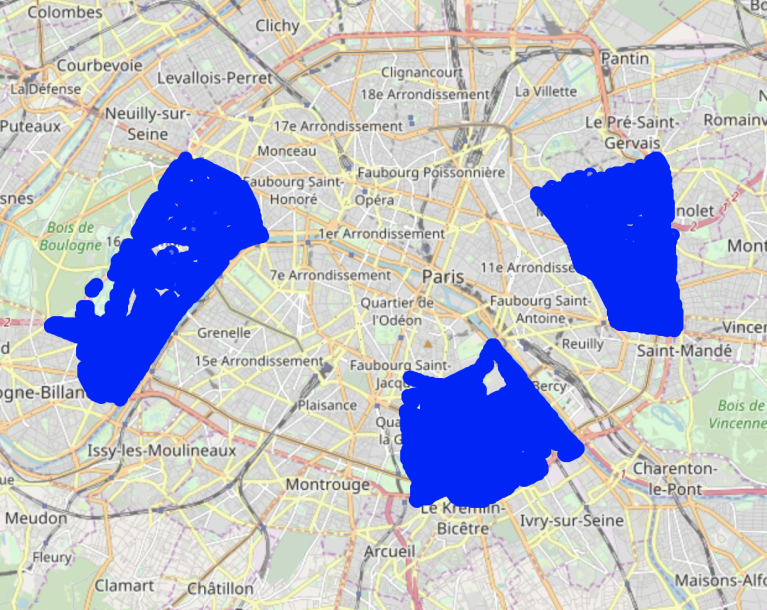 Colombes
Clichy
Courbevoie
Pantin
Levallois-Perret
Clignancourt
La Défense
18e Arrondissement
La Villette
Neuilly-sur-
Seine
Puteaux
17e Arrondissement
Le Pré-Saint-
Gervais
Romainv
Monceau
Faubourg Poissonnière
Faubourg Saint-
Honoré
Opéra
snes
nolet
Bois de
Boulogne
16
1er Arrondissement
Mont
7e Arrondissement
Paris
11e Arrondisse
Quartier de
l'Odéon
Faubourg Saint-
Antoine
2
Grenelle
Reuilly
Vincen
d
15e Arrondissement
Saint-Mandé
Faubourg Saint-
Jacq
Bercy
ogne-Billan
Plaisance
Bois de
Vincenne
Qua
la G
Issy-les-Moulineaux
Charenton-
le-Pont
1
Montrouge
ue
Le Kremlin-
Bicêtre
Ivry-sur-Seine
Meudon
Arcueil
Fleury
Maisons-Alfo
Clamart
Châtillon